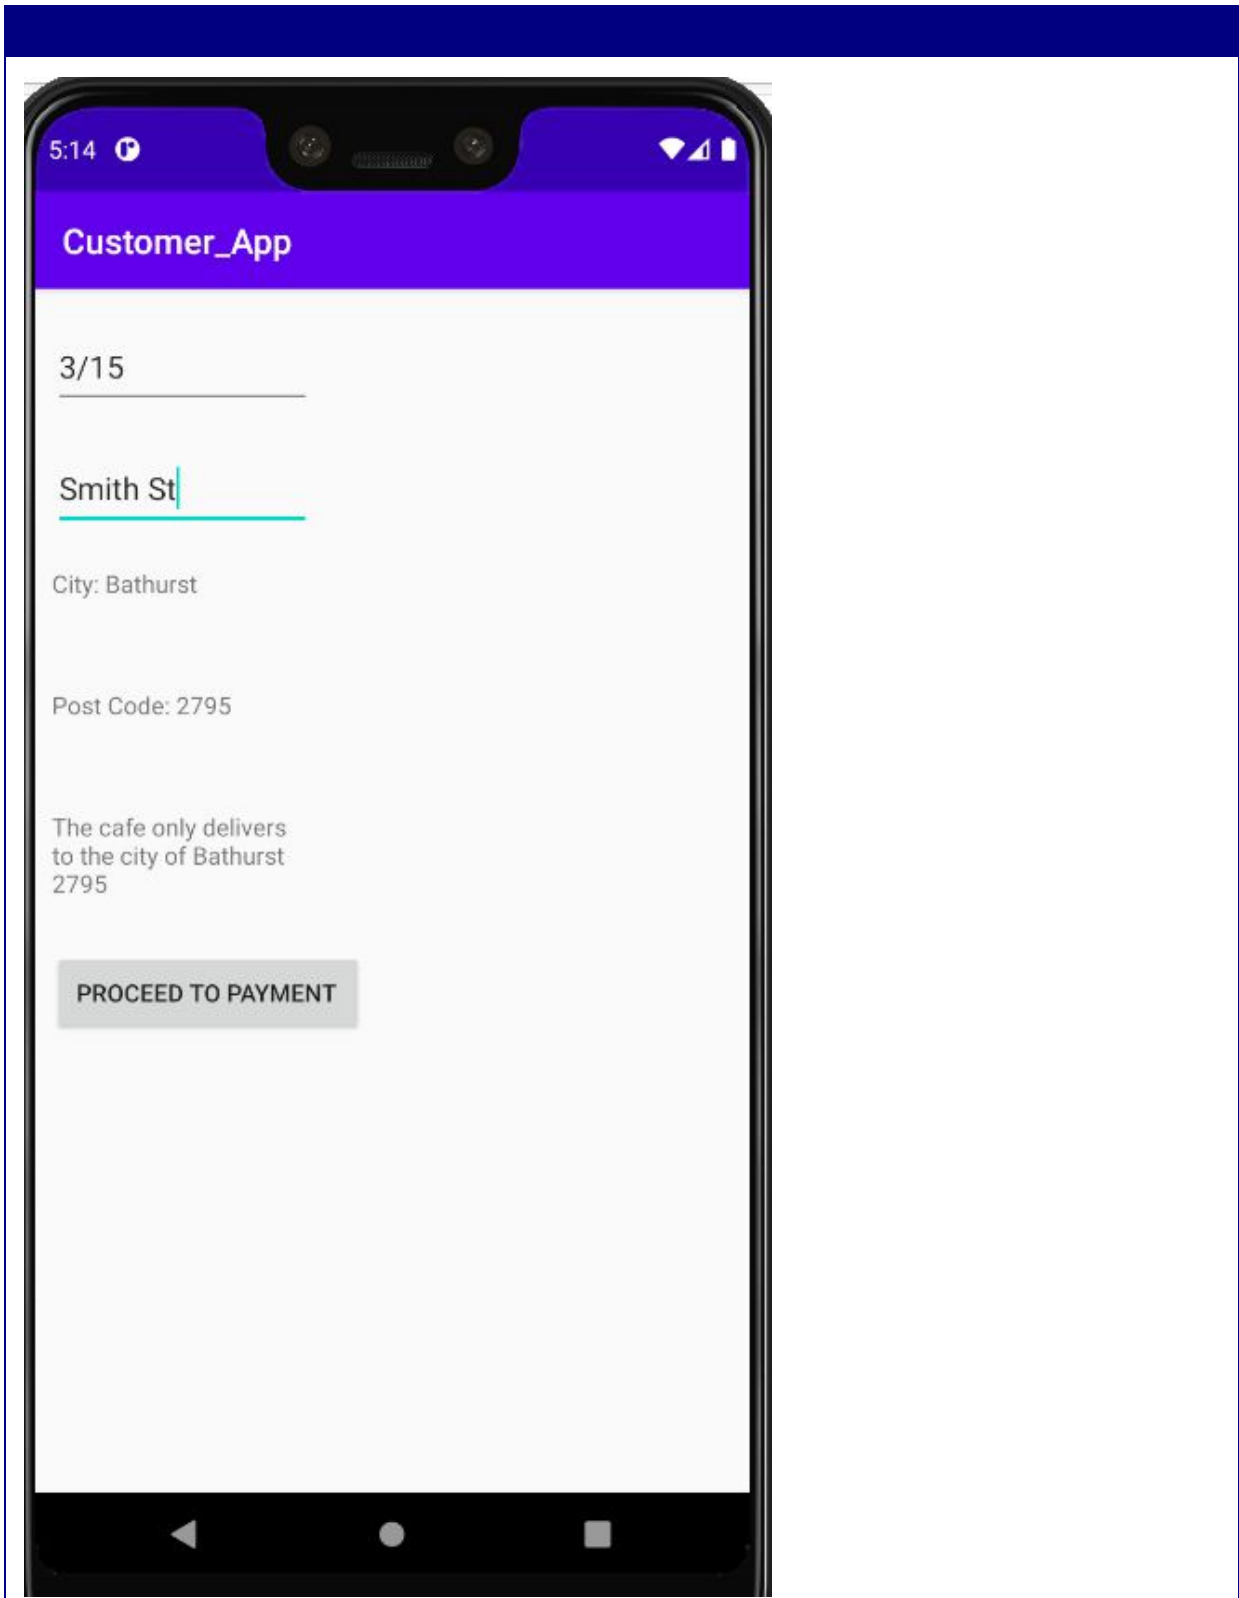 5:14
Customer_App
3/15
Smith St
City: Bathurst
Post Code: 2795
The cafe only delivers
to the city of Bathurst
2795
PROCEED TO PAYMENT